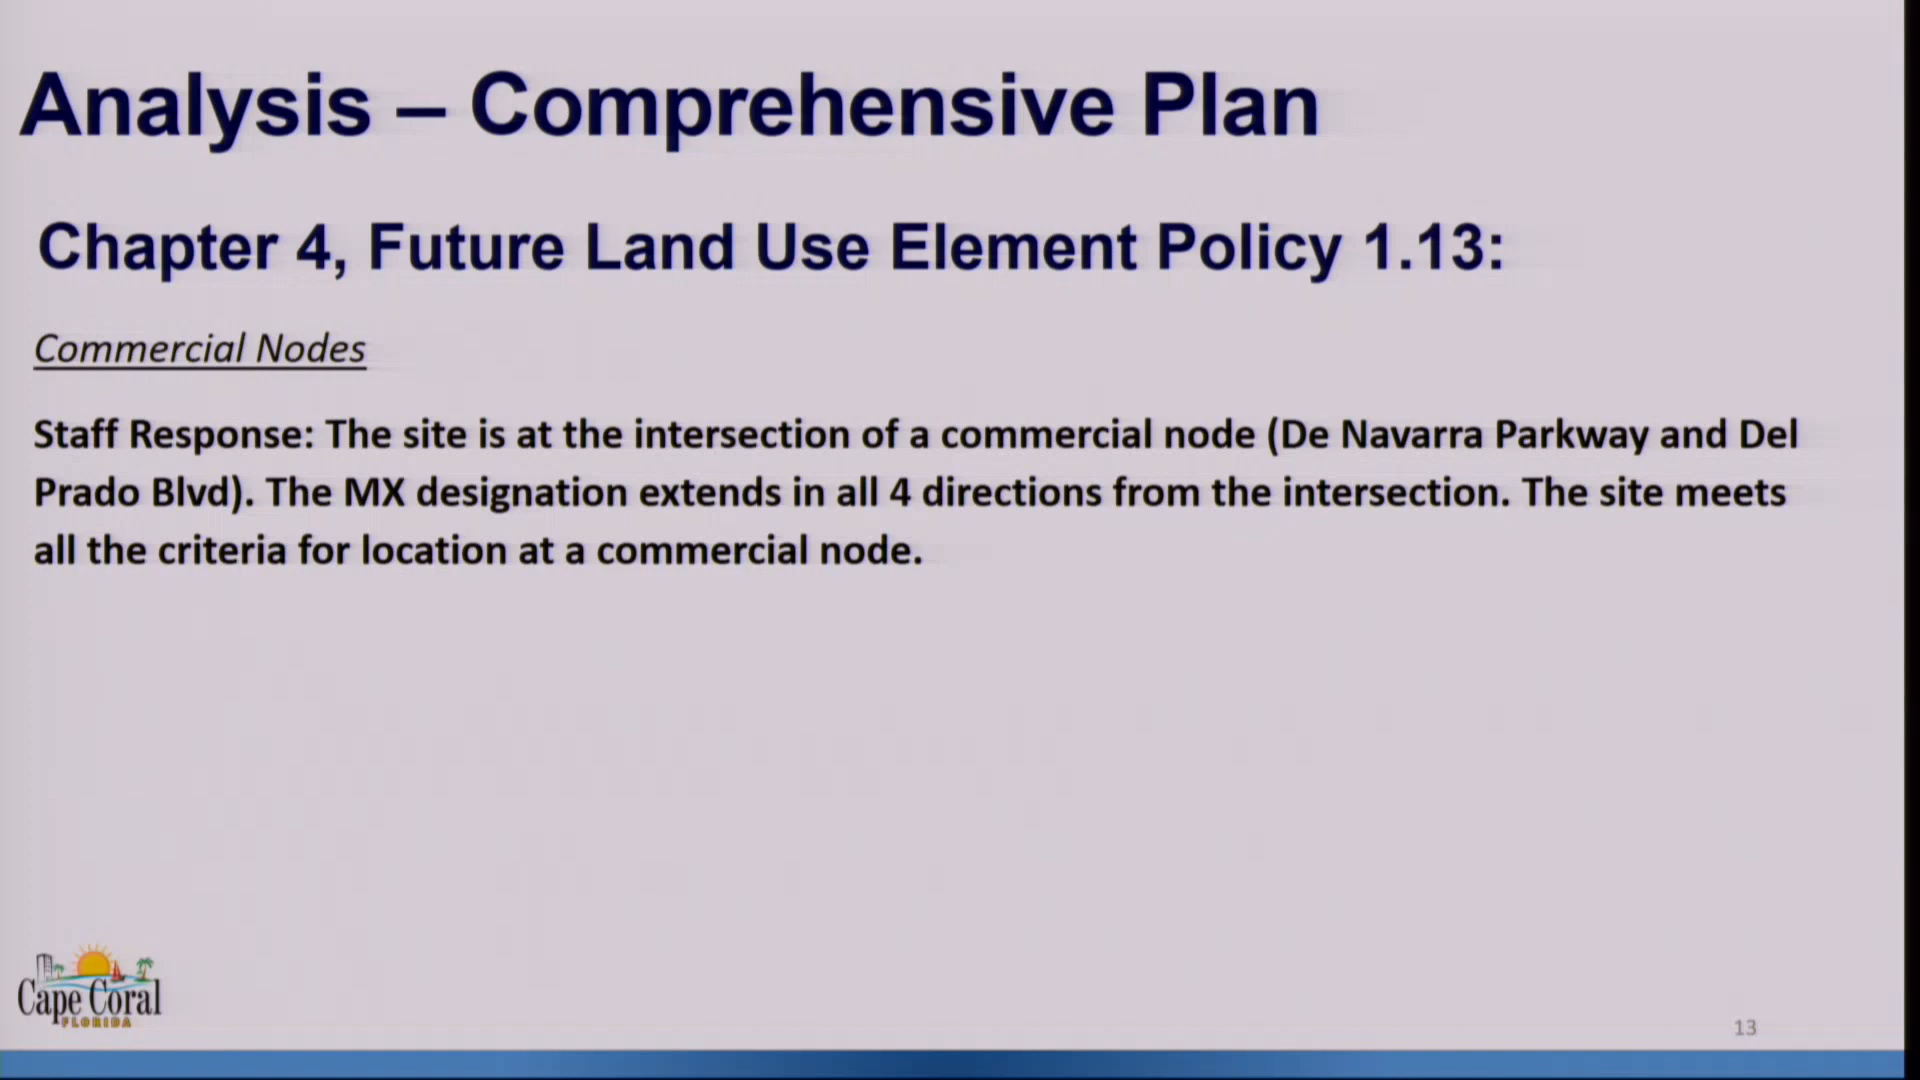 Analysis – Comprehensive Plan
Chapter 4, Future Land Use Element Policy 1.13:
Commercial Nodes
Staff Response: The site is at the intersection of a commercial node (De Navarra Parkway and Del
Prado Blvd). The MX designation extends in all 4 directions from the intersection. The site meets
all the criteria for location at a commercial node.
Cape Coral
FLORIDA
13